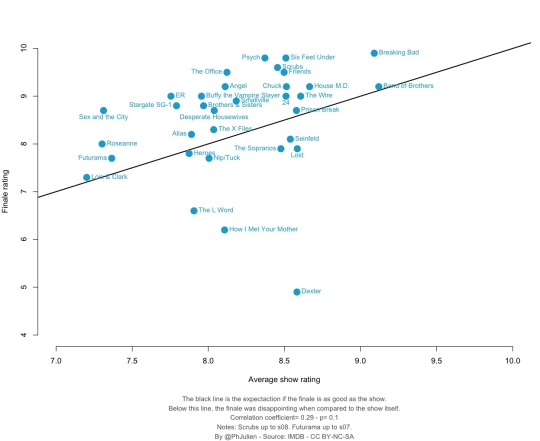 10
9
8
7
6
5
4
Finale rating
Breaking Bad
Psych
Six Feet Under
Scrubs
The Office
Friends
Angel
Chuck
House M.D.
Band of Brothers
ER
Buffy the Vampire Slayer
The Wire
Smallville
24
Stargate SG-1
Brothers & Sisters
Sex and the City
Desperate Housewives
Prison Break
The X Files
Alias
Seinfeld
Roseanne
The Sopranos
Lost
Heroes
Futurama
Nip/Tuck
Lois & Clark
The L Word
How I Met Your Mother
Dexter
7.0 7.5 8.0 8.5 9.0 9.5 10.0
Average show rating
The black line is the expectaction if the finale is as good as the show.
Below this line, the finale was disappointing when compared to the show itself.
Correlation coefficient= 0.29 - p= 0.1
Notes: Scrubs up to s08. Futurama up to s07.
By @PhJulien - Source: IMDB - CC BY-NC-SA